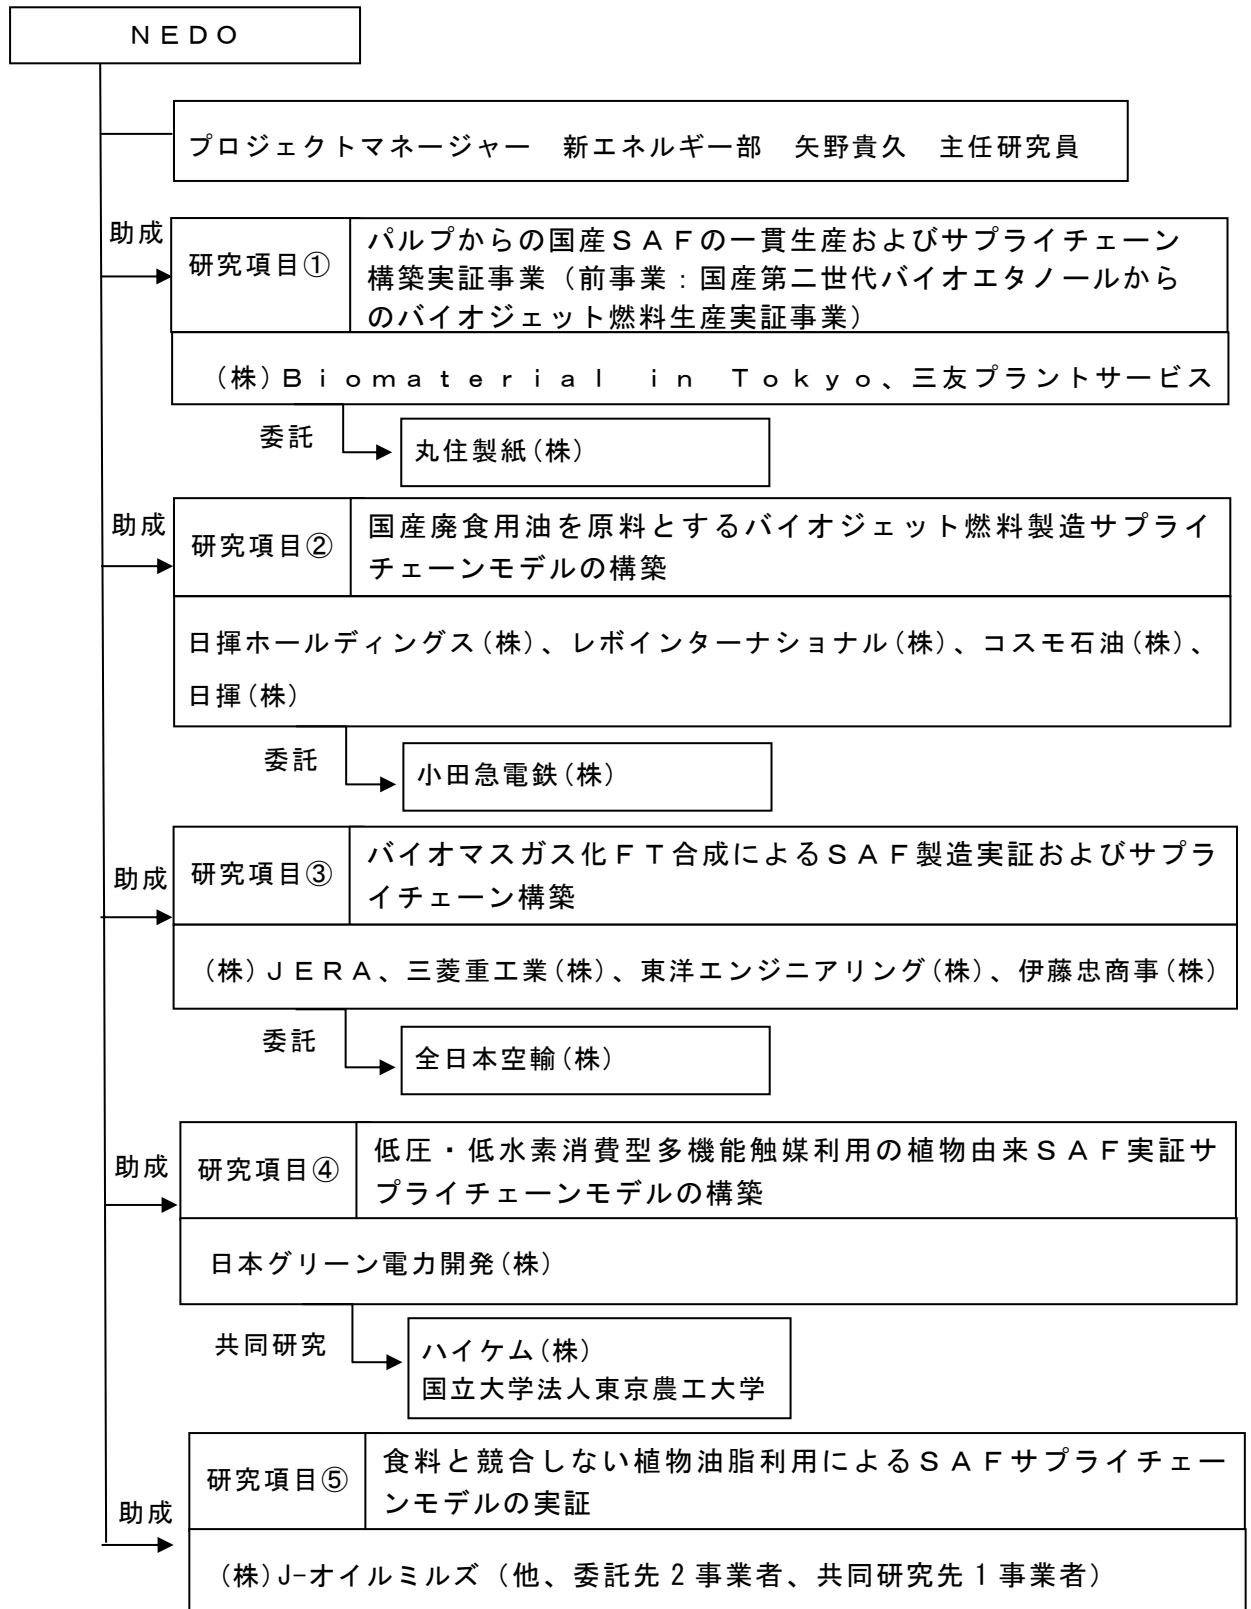 ＮＥＤＯ
プロジェクトマネージャー　新エネルギー部　矢野貴久　主任研究員
助成
研究項目①
パルプからの国産ＳＡＦの一貫生産およびサプライチェーン
構築実証事業（前事業：国産第二世代バイオエタノールから
のバイオジェット燃料生産実証事業）
(株)Ｂｉｏｍａｔｅｒｉａｌ　ｉｎ　Ｔｏｋｙｏ、三友プラントサービス
委託
丸住製紙(株)
助成
研究項目②
国産廃食用油を原料とするバイオジェット燃料製造サプライ
チェーンモデルの構築
日揮ホールディングス(株)、レボインターナショナル(株)、コスモ石油(株)、
日揮(株)
委託
小田急電鉄(株)
助成
研究項目③
バイオマスガス化ＦＴ合成によるＳＡＦ製造実証およびサプラ
イチェーン構築
(株)ＪＥＲＡ、三菱重工業(株)、東洋エンジニアリング(株)、伊藤忠商事(株)
委託
全日本空輸(株)
助成
研究項目④
低圧・低水素消費型多機能触媒利用の植物由来ＳＡＦ実証サ
プライチェーンモデルの構築
日本グリーン電力開発(株)
共同研究
ハイケム(株)
国立大学法人東京農工大学
助成
研究項目⑤
食料と競合しない植物油脂利用によるＳＡＦサプライチェー
ンモデルの実証
(株)J-オイルミルズ（他、委託先２事業者、共同研究先１事業者）